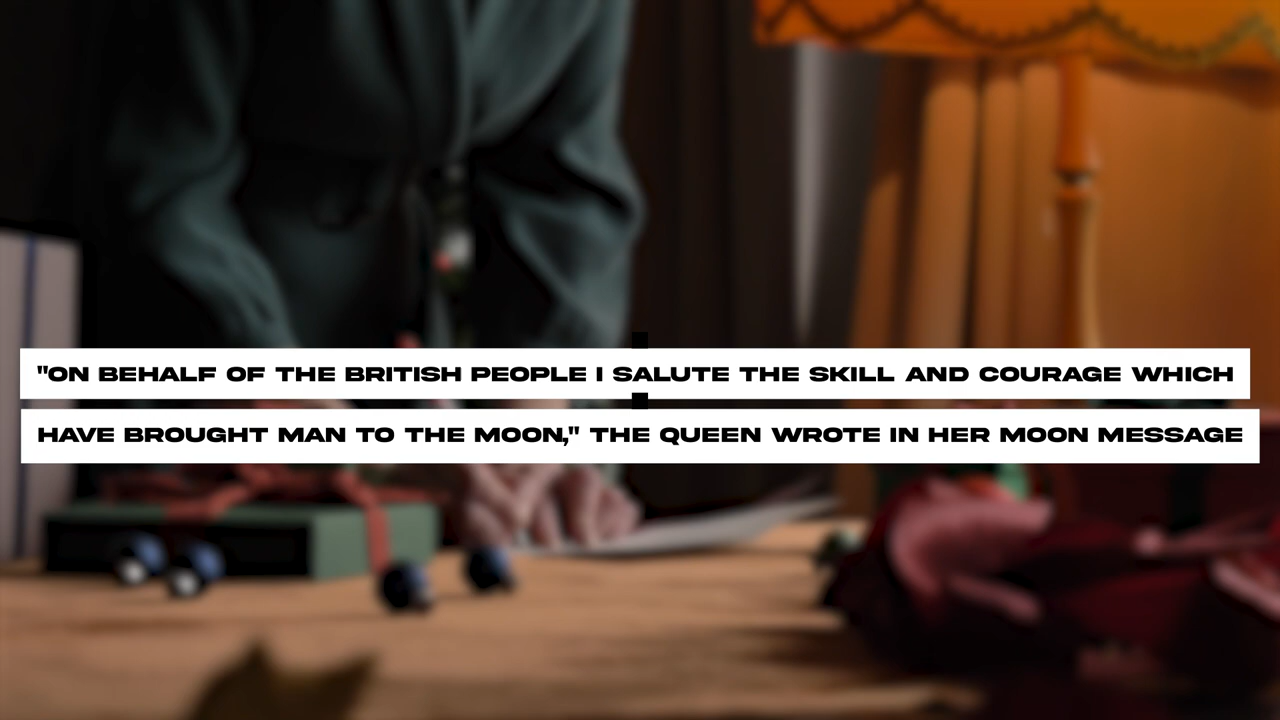 "ON BEHALF OF THE BRITISH PEOPLE I SALUTE THE SKILL AND COURAGE WHICH
HAVE BROUGHT MAN TO THE MOON," THE QUEEN WROTE IN HER MOON MESSAGE